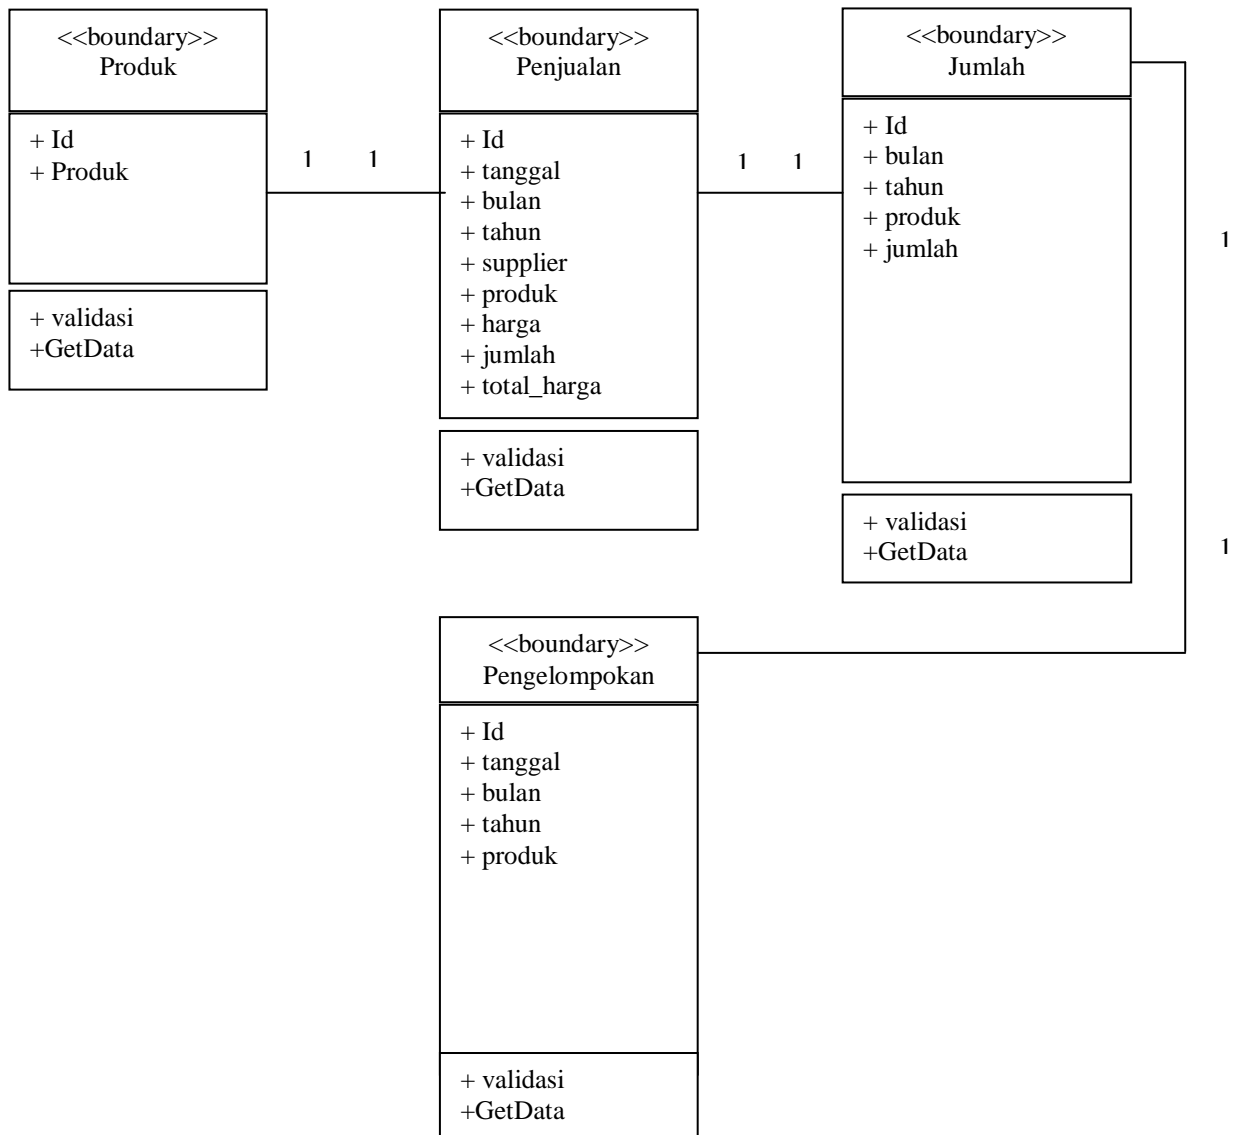 <<boundary>>
Produk
+ Id
+ Produk
+ validasi
+GetData
1 1
<<boundary>>
Penjualan
+ Id
+ tanggal
+ bulan
+ tahun
+ supplier
+ produk
+ harga
+ jumlah
+ total_harga
+ validasi
+GetData
1 1
<<boundary>>
Jumlah
+ Id
+ bulan
+ tahun
+ produk
+ jumlah
+ validasi
+GetData
1
1
<<boundary>>
Pengelompokan
+ Id
+ tanggal
+ bulan
+ tahun
+ produk
+ validasi
+GetData